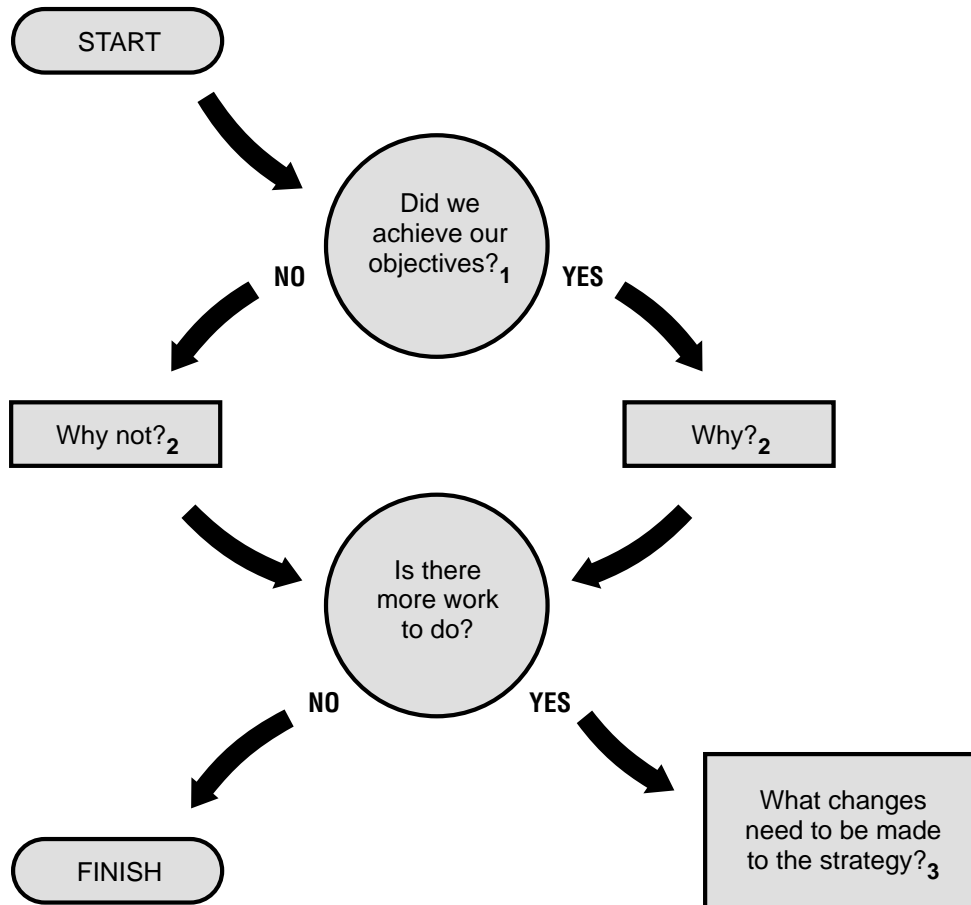 START
Did we
achieve our
objectives?1
NO
YES
Why not?2
Why?2
Is there
more work
to do?
NO
YES
What changes
need to be made
to the strategy?3
FINISH